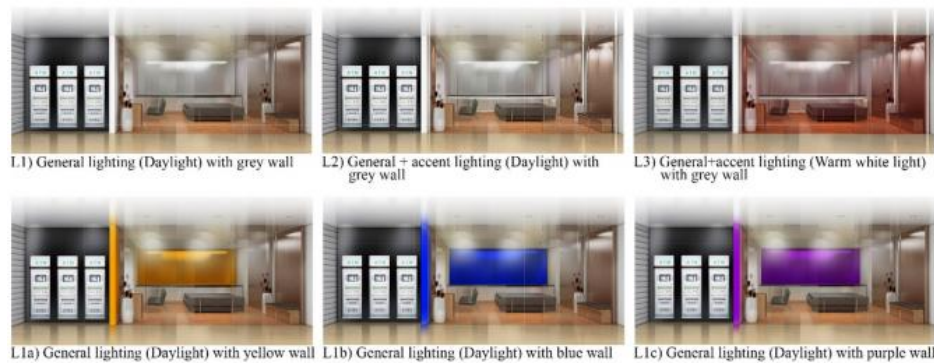 L1) General lighting (Daylight) with grey wall
L2) General + accent lighting (Daylight) with
grey wall
L3) General+accent lighting (Warm white light)
with grey wall
L1a) General lighting (Daylight) with yellow wall
L1b) General lighting (Daylight) with blue wall
L1c) General lighting (Daylight) with purple wall